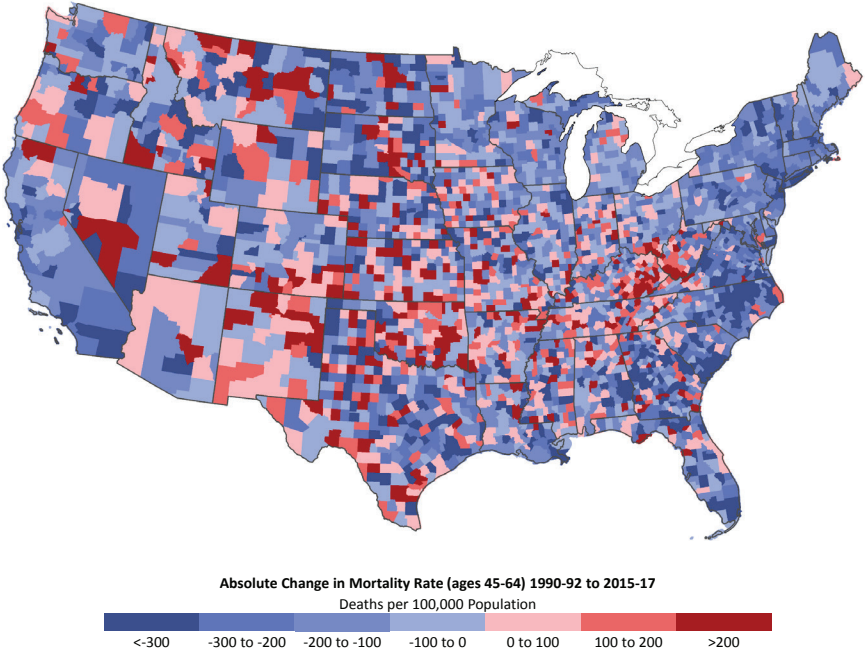 Absolute Change in Mortality Rate (ages 45-64) 1990-92 to 2015-17
Deaths per 100,000 Population
<-300 -300 to -200 -200 to -100 -100 to 0 0 to 100 100 to 200 >200